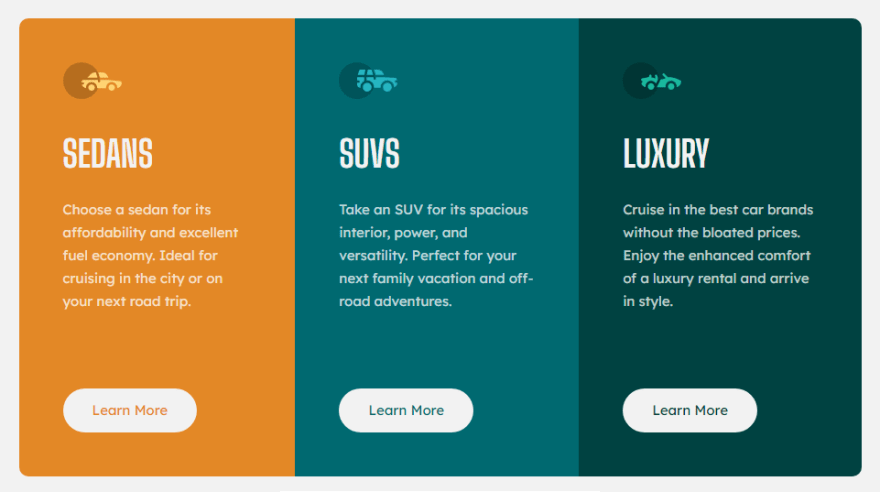 SEDANS
Choose a sedan for its
affordability and excellent
fuel economy. Ideal for
cruising in the city or on
your next road trip.
Learn More
SUVS
Take an SUV for its spacious
interior, power, and
versatility. Perfect for your
next family vacation and off-
road adventures.
Learn More
LUXURY
Cruise in the best car brands
without the bloated prices.
Enjoy the enhanced comfort
of a luxury rental and arrive
in style.
Learn More